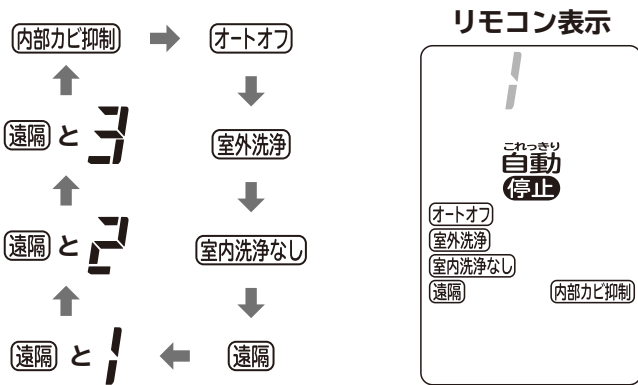 リモコン表示
内部カビ抑制
オートオフ
遠隔 と 3
室外洗浄
遠隔 と 2
室内洗浄なし
遠隔 と 1
遠隔
1
これっきり
自動
停止
オートオフ
室外洗浄
室内洗浄なし
遠隔
内部カビ抑制